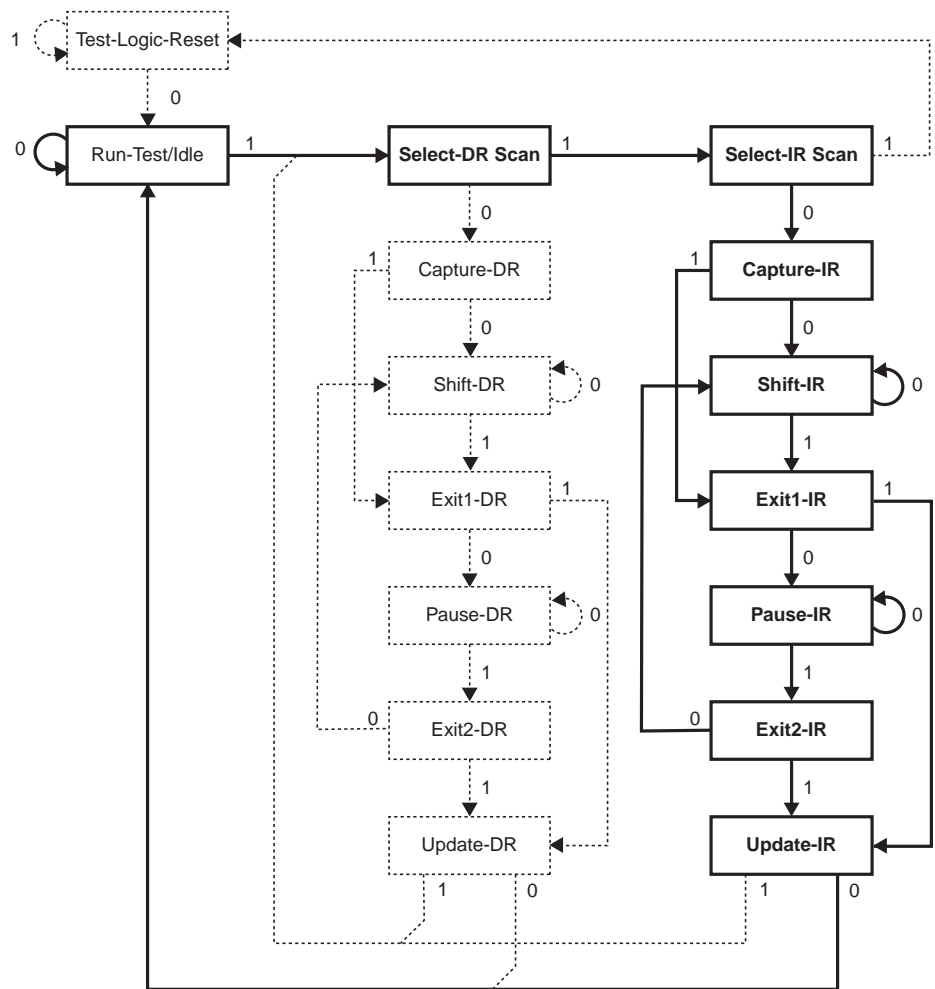 1 Test-Logic-Reset
0
0 Run-Test/Idle 1 Select-DR Scan 1 Select-IR Scan 1
0 0
1 Capture-DR 1 Capture-IR
0 0
Shift-DR 0 Shift-IR 0
1 1
Exit1-DR 1 Exit1-IR 1
0 0
Pause-DR 0 Pause-IR 0
1 1
0 Exit2-DR 0 Exit2-IR
1 1
Update-DR Update-IR
1 0 1 0